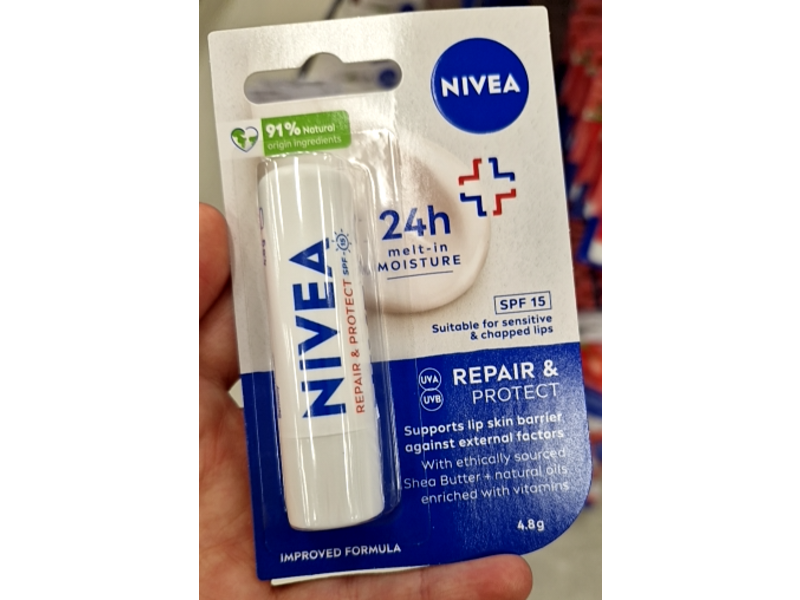 NIVEA
91% Natural
origin ingredients
24h
melt-in
MOISTURE
NIVEA
REPAIR & PROTECT SPF 15
SPF 15
Suitable for sensitive
& chapped lips
UVA
UVB
REPAIR &
PROTECT
Supports lip skin barrier
against external factors
With ethically sourced
Shea Butter + natural oils
enriched with vitamins
4.8g
IMPROVED FORMULA